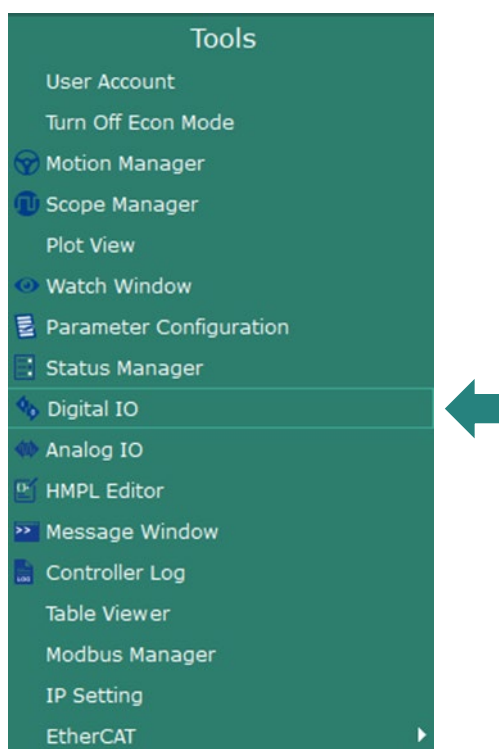 Tools
User Account
Turn Off Econ Mode
Motion Manager
Scope Manager
Plot View
Watch Window
Parameter Configuration
Status Manager
Digital IO
Analog IO
HMPL Editor
>> Message Window
LOG Controller Log
Table Viewer
Modbus Manager
IP Setting
EtherCAT